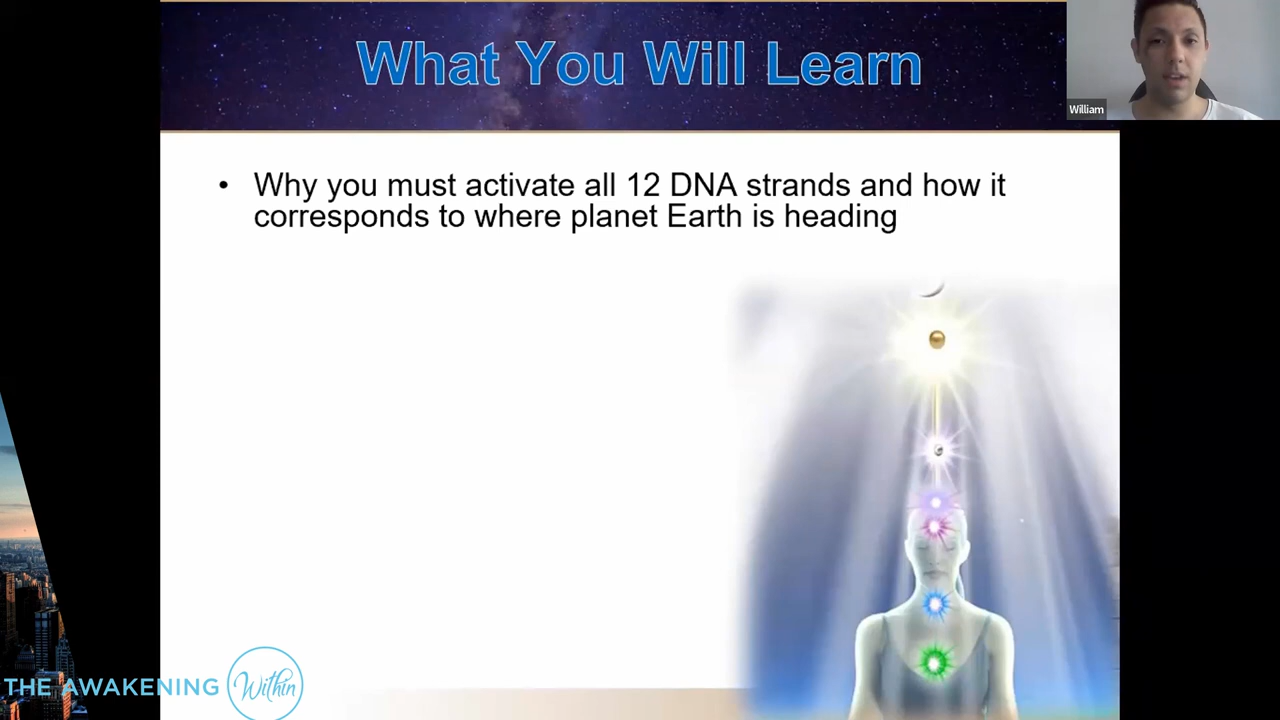 What You Will Learn
William
• Why you must activate all 12 DNA strands and how it
corresponds to where planet Earth is heading
THE AWAKENING Within